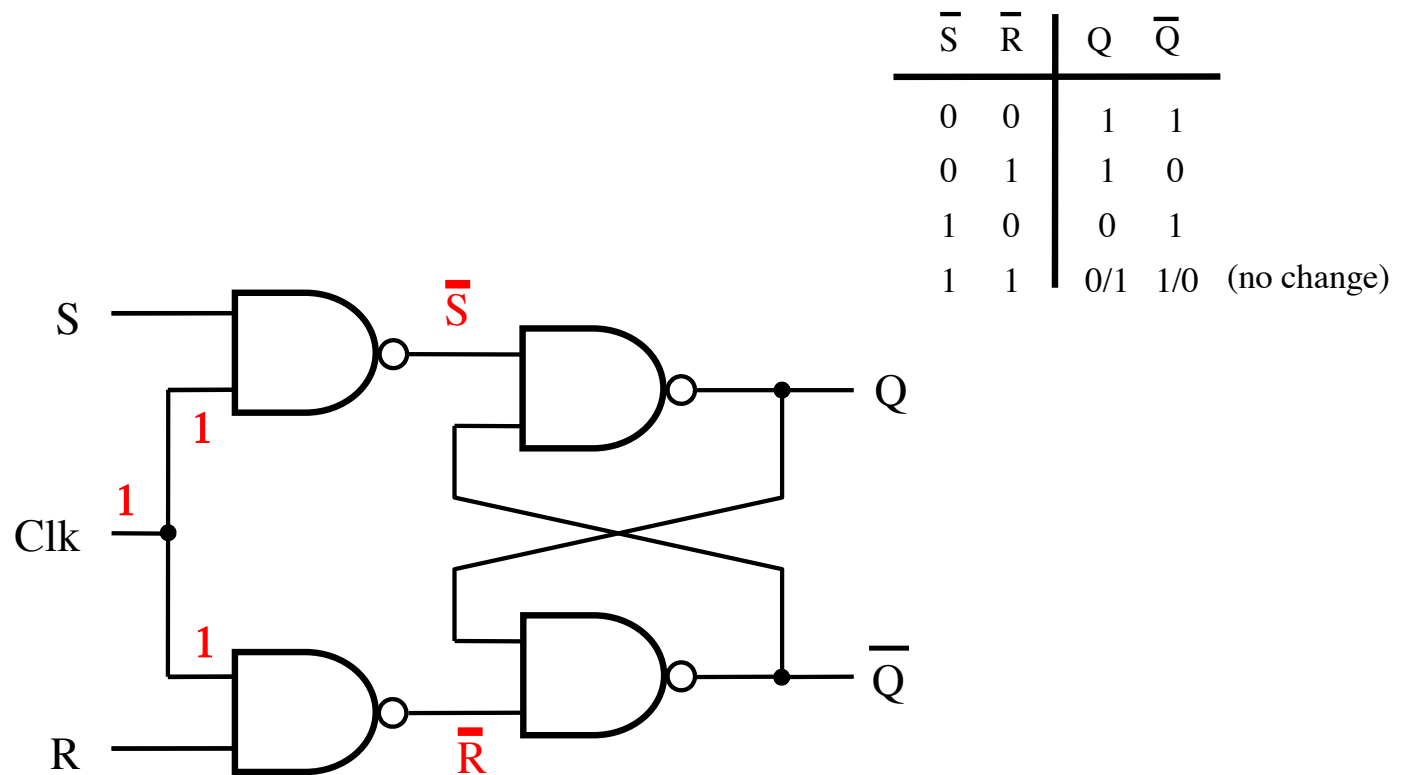 S̅ R̅ Q Q̅
0 0 1 1
0 1 1 0
1 0 0 1
1 1 0/1 1/0 (no change)
S
S̅
Q
1
1
Clk
1
Q̅
R
R̅